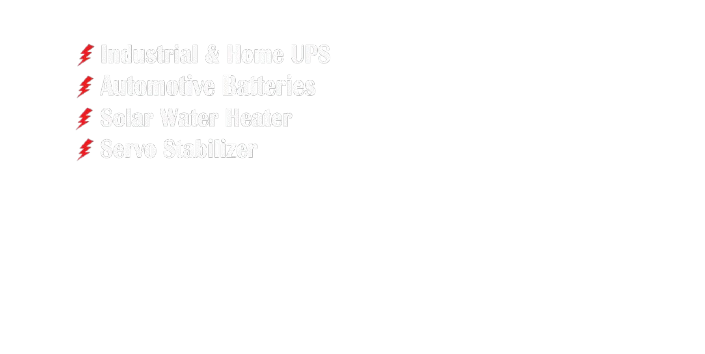 Industrial & Home UPS
Automotive Batteries
Solar Water Heater
Servo Stabilizer